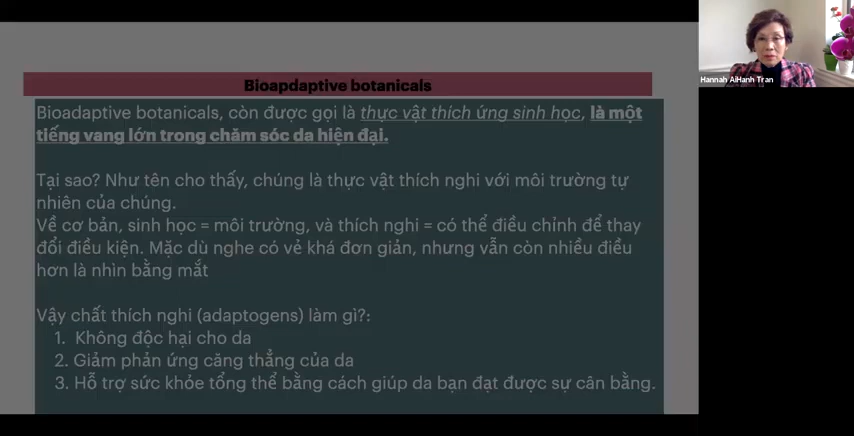 Bioapdaptive botanicals
Bioadaptive botanicals, còn được gọi là thực vật thích ứng sinh học, là một
tiếng vang lớn trong chăm sóc da hiện đại.
Tại sao? Như tên cho thấy, chúng là thực vật thích nghi với môi trường tự
nhiên của chúng.
Về cơ bản, sinh học = môi trường, và thích nghi = có thể điều chỉnh để thay
đổi điều kiện. Mặc dù nghe có vẻ khá đơn giản, nhưng vẫn còn nhiều điều
hơn là nhìn bằng mắt
Vậy chất thích nghi (adaptogens) làm gì?:
1. Không độc hại cho da
2. Giảm phản ứng căng thẳng của da
3. Hỗ trợ sức khỏe tổng thể bằng cách giúp da bạn đạt được sự cân bằng.
Hannah AiHanh Tran